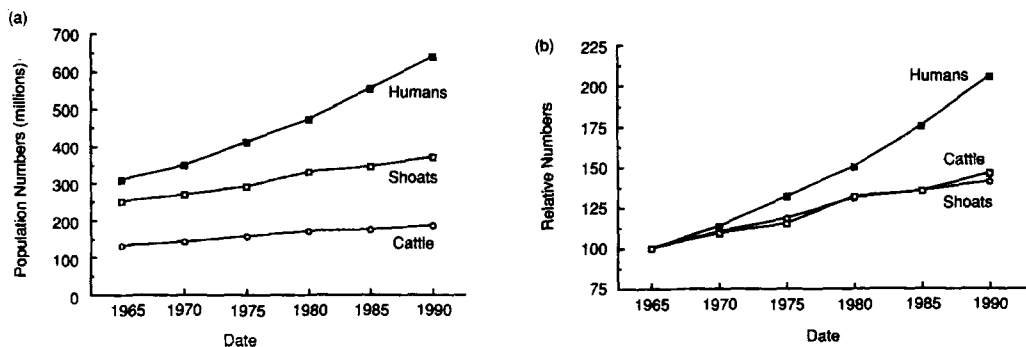 (a)
Population Numbers (millions)
700
600
500
400
300
200
100
0
Humans
Shoats
Cattle
1965 1970 1975 1980 1985 1990
Date
(b)
Relative Numbers
225
200
175
150
125
100
75
Humans
Cattle
Shoats
1965 1970 1975 1980 1985 1990
Date